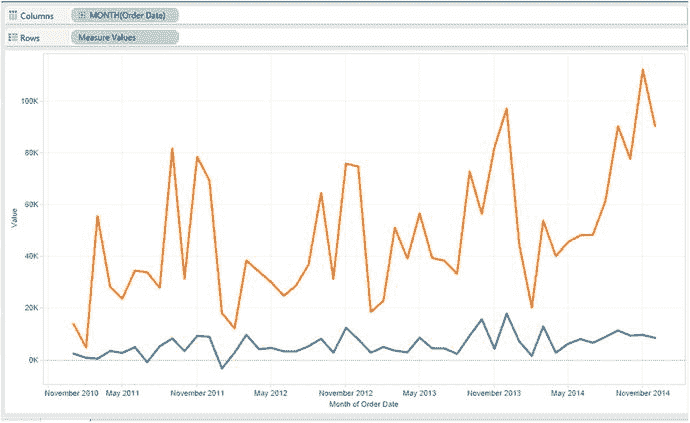 Columns MONTH(Order Date)
Rows Measure Values
100K
80K
60K
40K
20K
0K
Value
November 2010 May 2011 November 2011 May 2012 November 2012 May 2013 November 2013 May 2014 November 2014
Month of Order Date